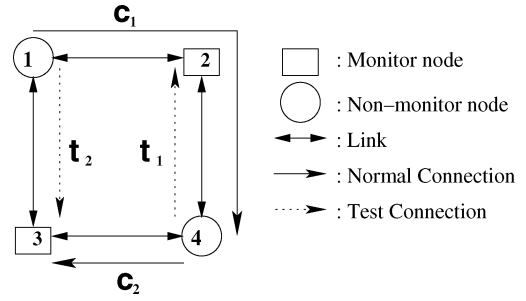 C1
1
2
t2
t1
3
4
C2
: Monitor node
: Non-monitor node
: Link
: Normal Connection
: Test Connection